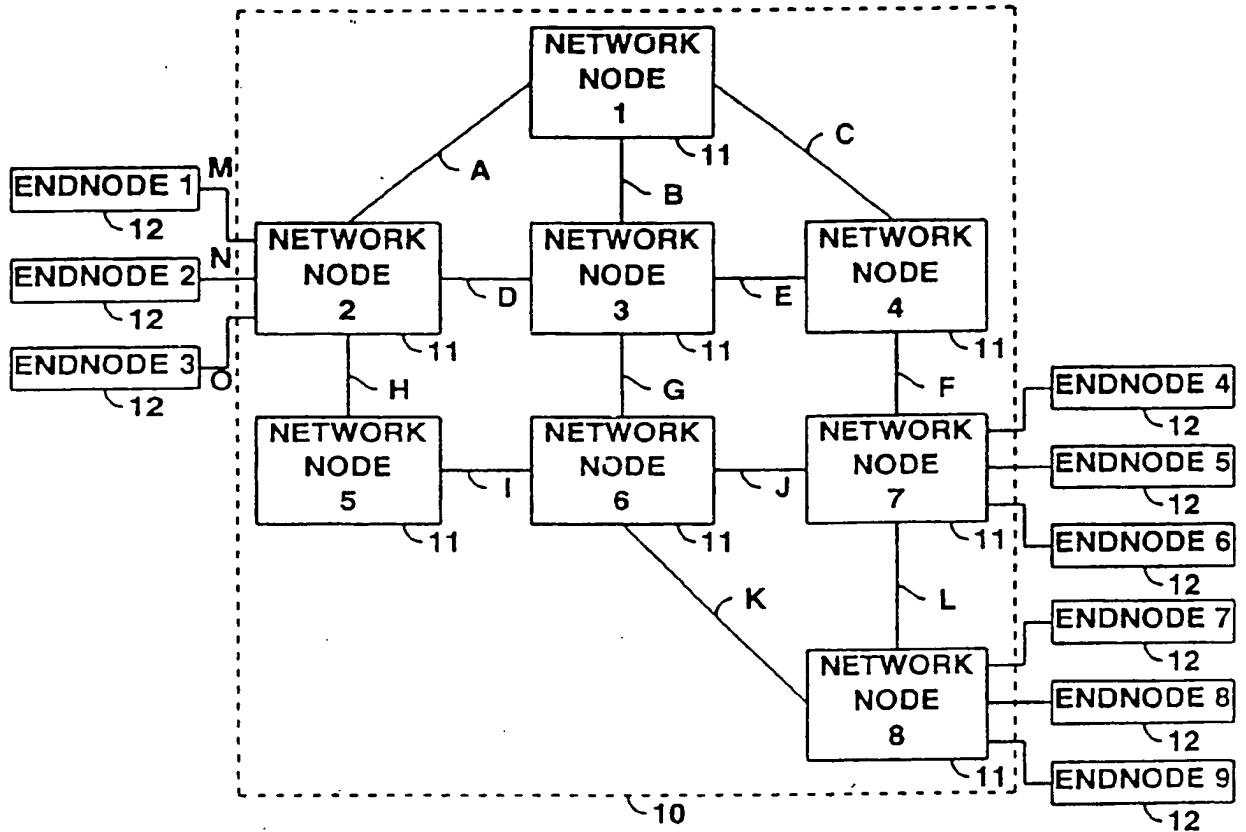 NETWORK
NODE
1
11
A
B
C
M
ENDNODE 1
12
N
ENDNODE 2
12
ENDNODE 3
O
12
NETWORK
NODE
2
11
D
NETWORK
NODE
3
11
E
NETWORK
NODE
4
11
H
G
F
NETWORK
NODE
5
11
I
NETWORK
NODE
6
11
J
NETWORK
NODE
7
11
ENDNODE 4
12
ENDNODE 5
12
ENDNODE 6
12
K
L
NETWORK
NODE
8
11
ENDNODE 7
12
ENDNODE 8
12
ENDNODE 9
12
10